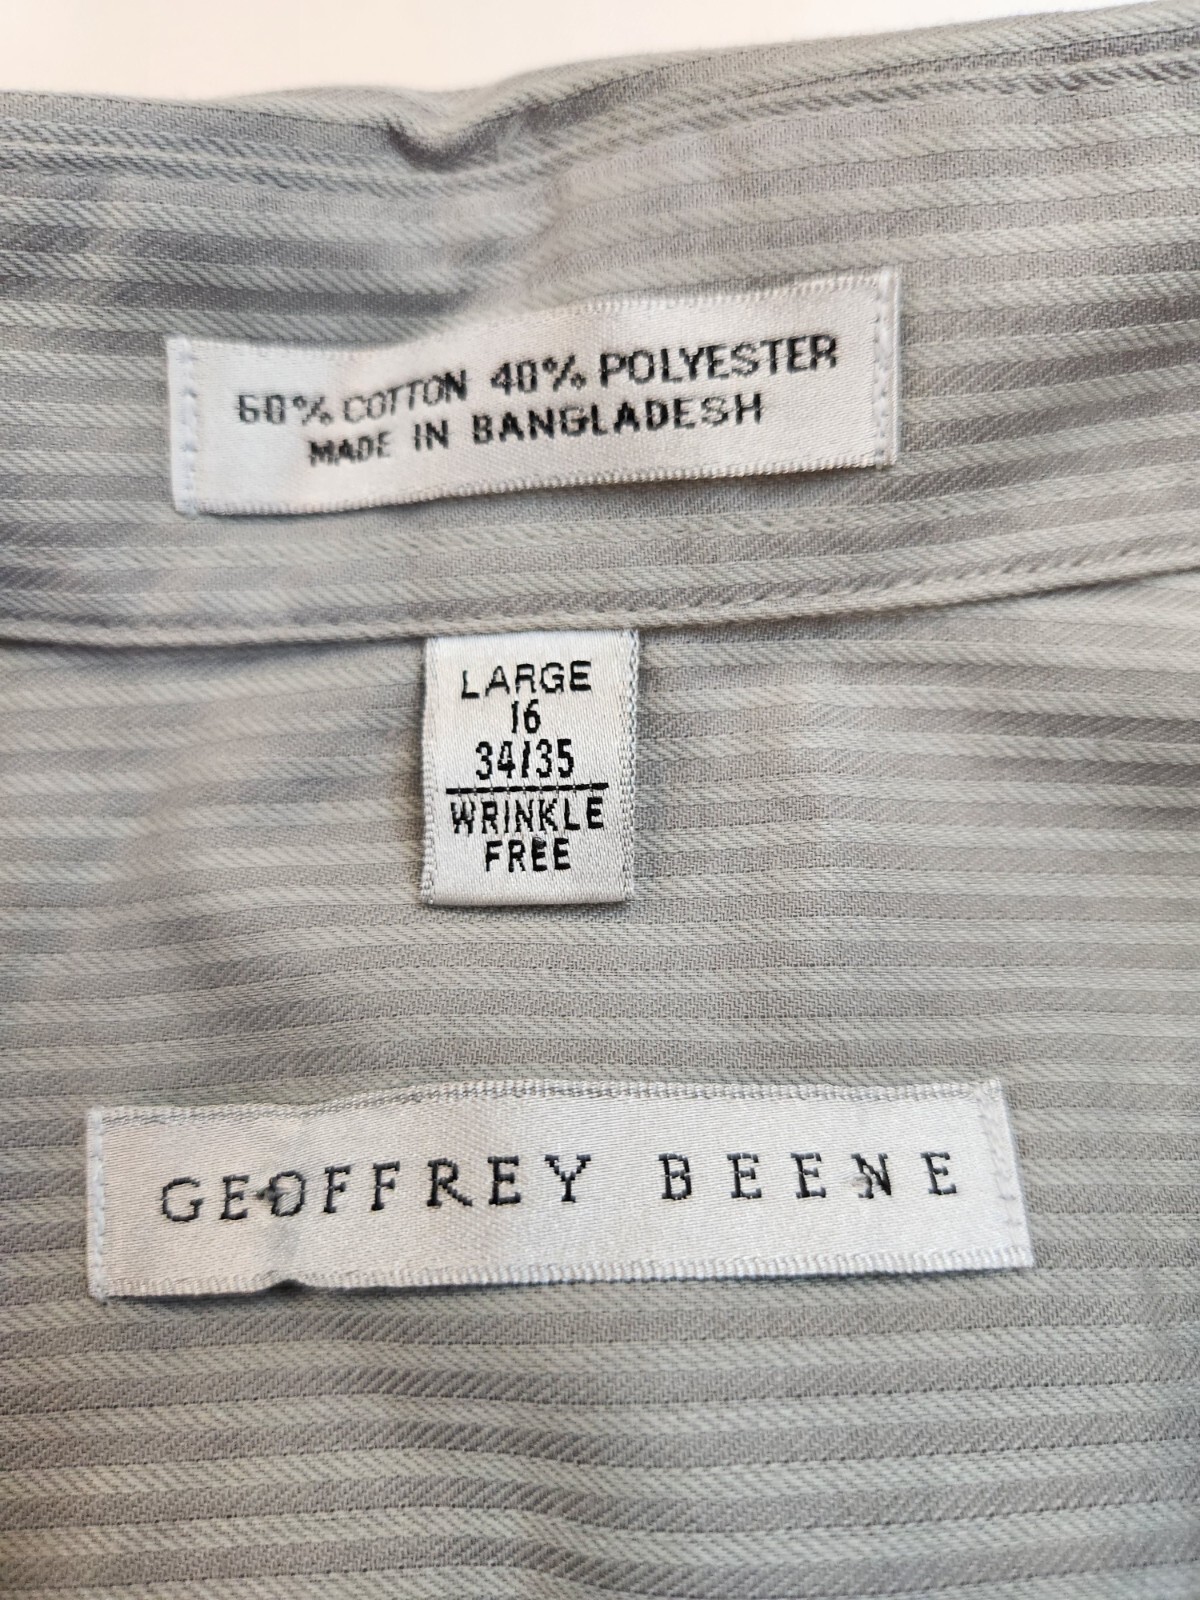 60% COTTON 40% POLYESTER
MADE IN BANGLADESH
LARGE
16
34/35
WRINKLE
FREE
GEOFFREY BEENE